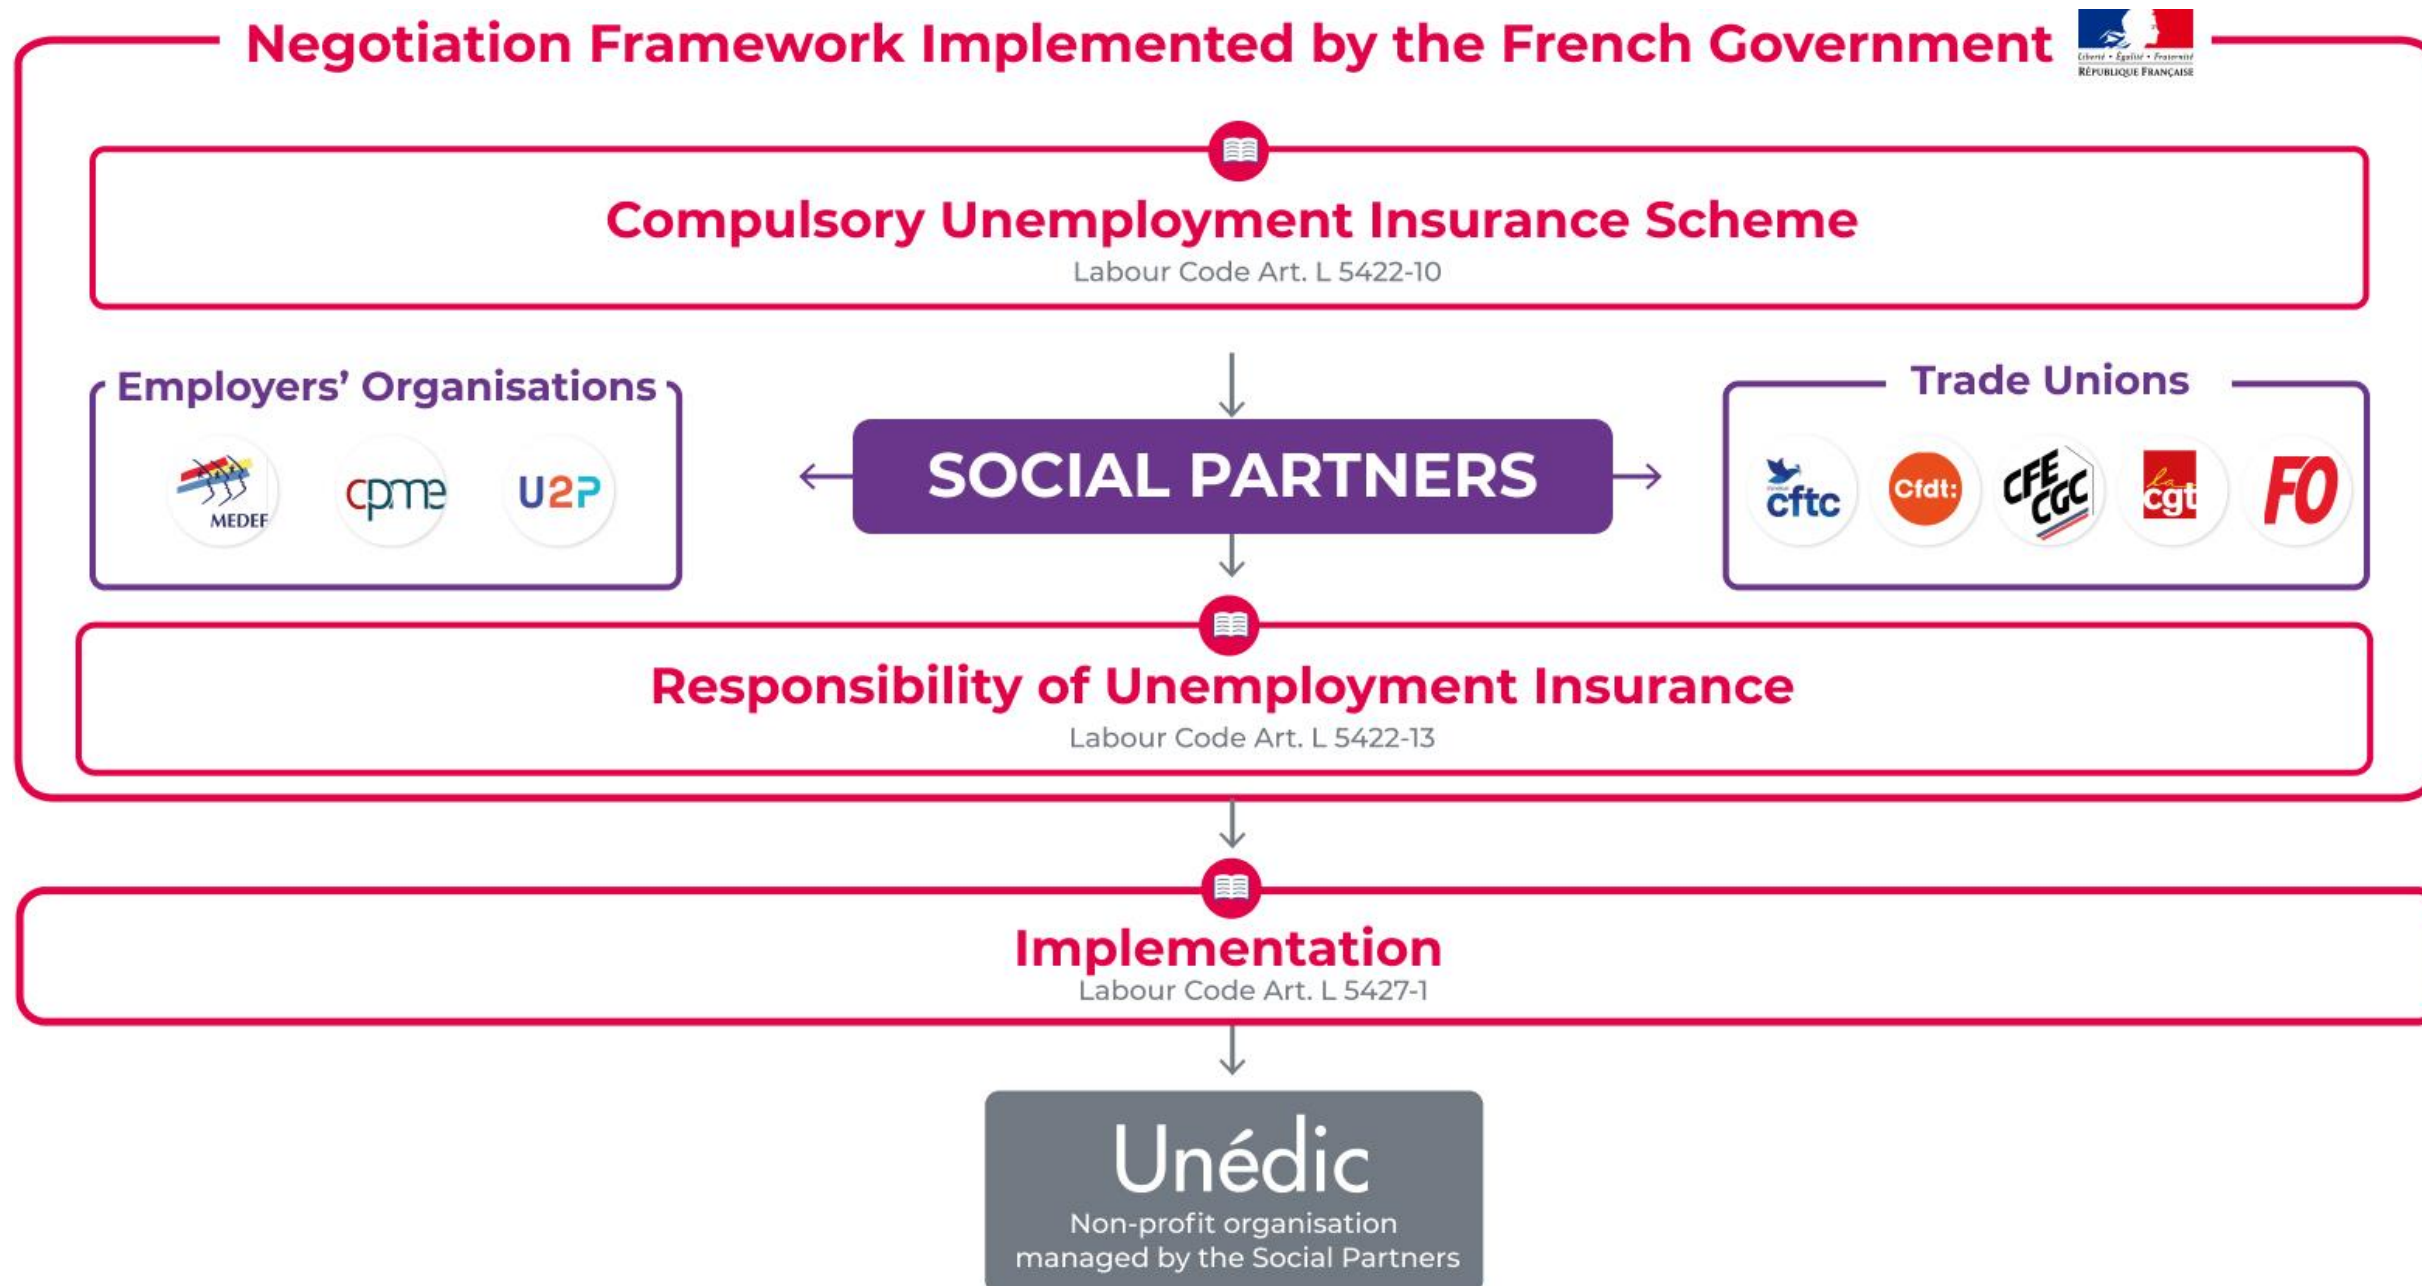 Negotiation Framework Implemented by the French Government
Liberté • Égalité • Fraternité
RÉPUBLIQUE FRANÇAISE
Compulsory Unemployment Insurance Scheme
Labour Code Art. L 5422-10
Employers’ Organisations
MEDEF
cpme
U2P
SOCIAL PARTNERS
Trade Unions
cftc
Cfdt:
CFE
CGC
la
cgt
FO
Responsibility of Unemployment Insurance
Labour Code Art. L 5422-13
Implementation
Labour Code Art. L 5427-1
Unédic
Non-profit organisation
managed by the Social Partners